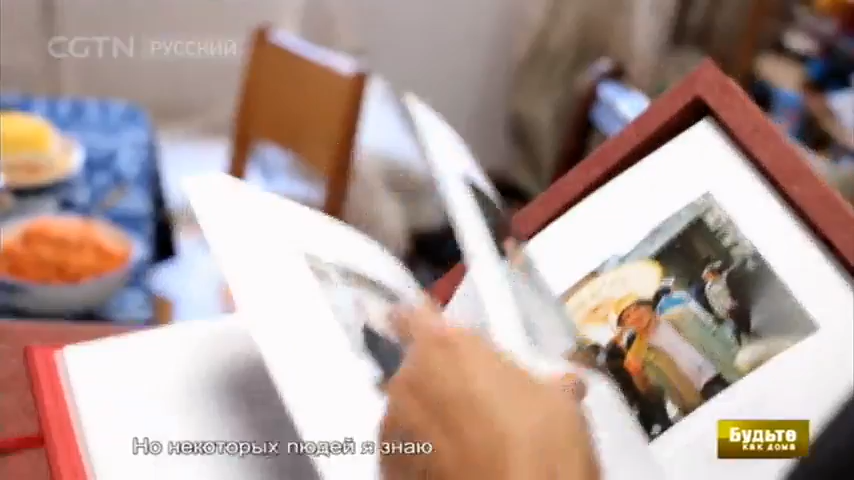 CGTN РУССКИЙ
Но некоторых людей я знаю
Будьте
как дома